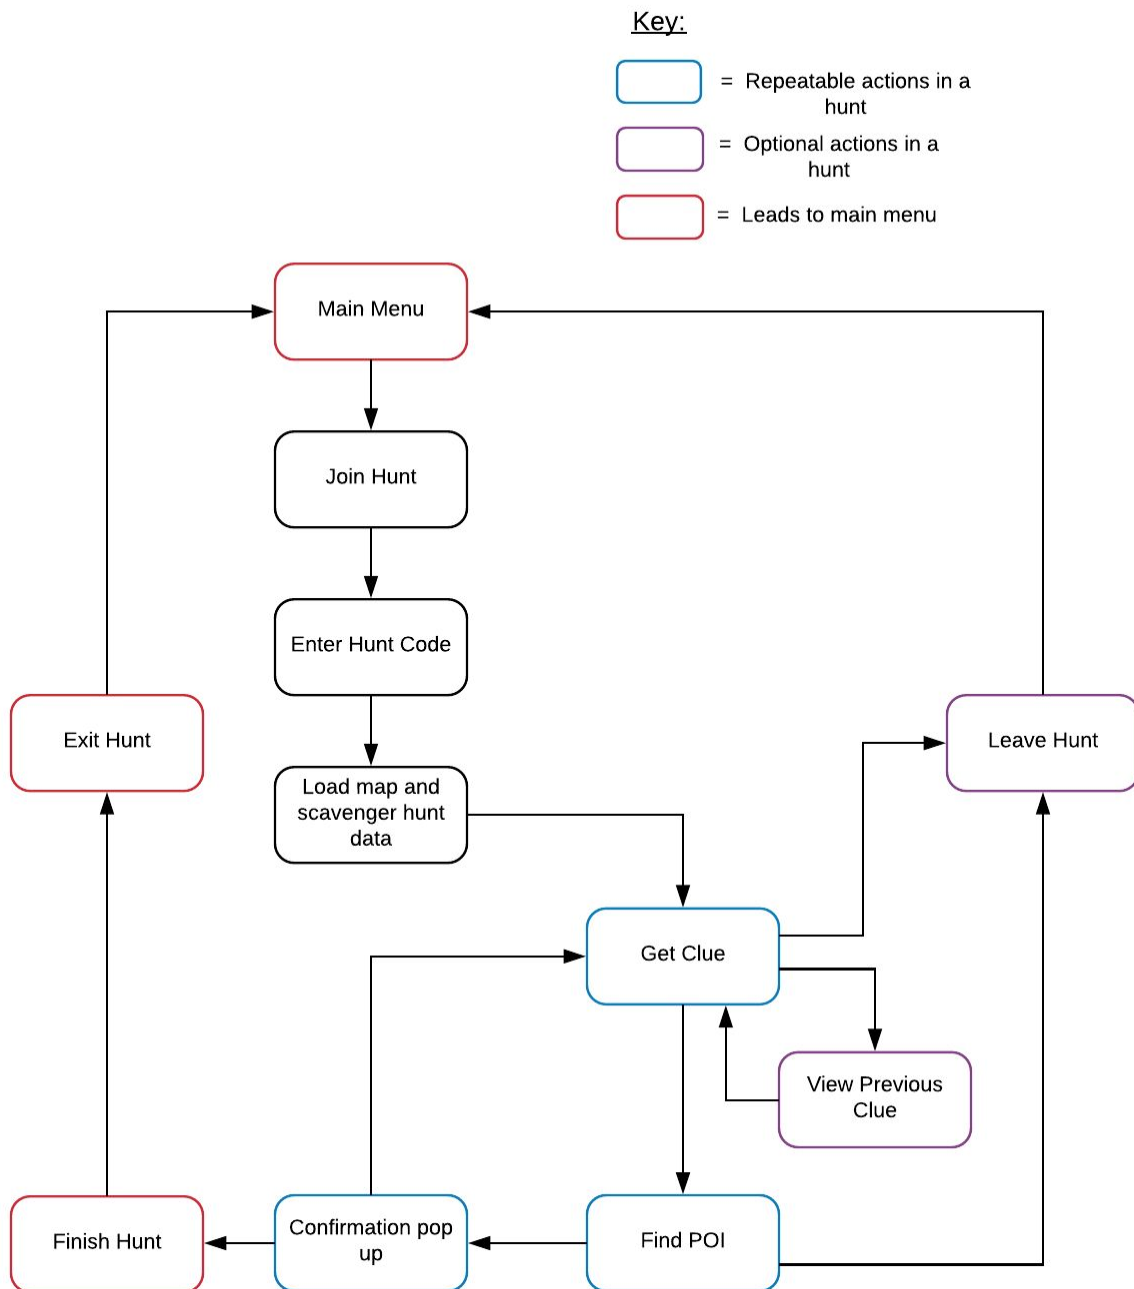 Key:
= Repeatable actions in a
hunt
= Optional actions in a
hunt
= Leads to main menu
Main Menu
Join Hunt
Enter Hunt Code
Exit Hunt
Leave Hunt
Load map and
scavenger hunt
data
Get Clue
View Previous
Clue
Finish Hunt
Confirmation pop
up
Find POI